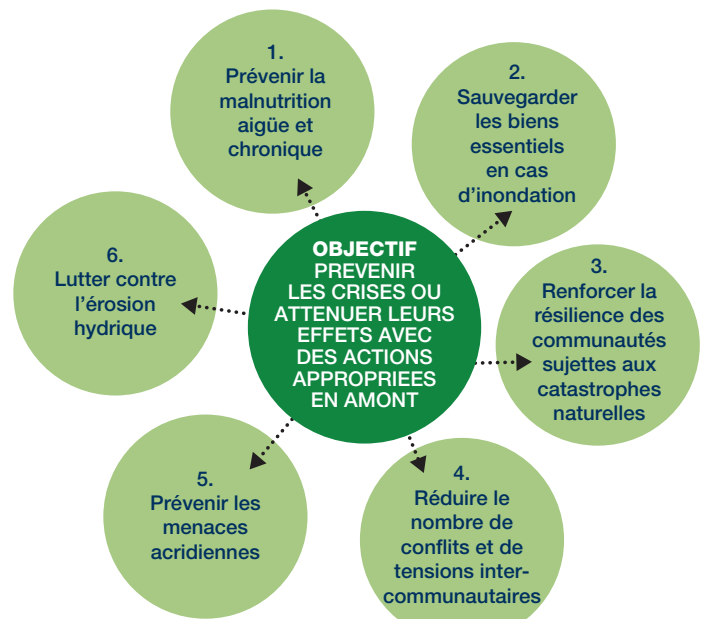 1.
Prévenir la
malnutrition
aigüe et
chronique
2.
Sauvegarder
les biens
essentiels
en cas
d’inondation
3.
Renforcer la
résilience des
communautés
sujettes aux
catastrophes
naturelles
4.
Réduire le
nombre de
conflits et de
tensions inter-
communautaires
5.
Prévenir les
menaces
acridiennes
6.
Lutter contre
l’érosion
hydrique
OBJECTIF
PREVENIR
LES CRISES OU
ATTENUER LEURS
EFFETS AVEC
DES ACTIONS
APPROPRIEES
EN AMONT